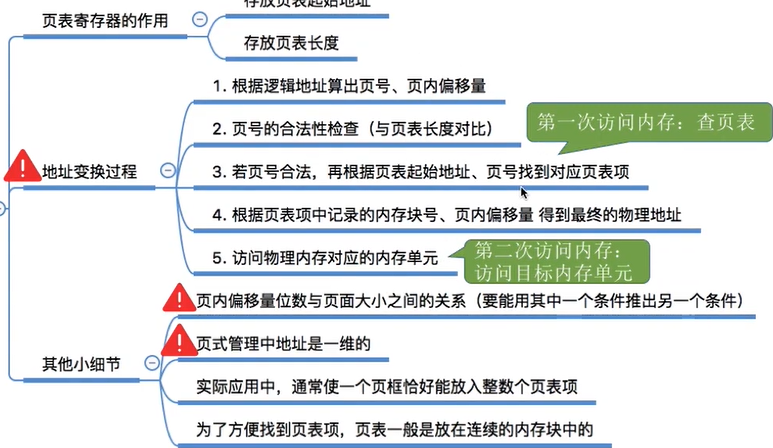 存放页表起始地址
页表寄存器的作用
存放页表长度
1. 根据逻辑地址算出页号、页内偏移量
2. 页号的合法性检查（与页表长度对比）
第一次访问内存：查页表
地址变换过程
3. 若页号合法，再根据页表起始地址、页号找到对应页表项
4. 根据页表项中记录的内存块号、页内偏移量 得到最终的物理地址
5. 访问物理内存对应的内存单元
第二次访问内存：
访问目标内存单元
页内偏移量位数与页面大小之间的关系（要能用其中一个条件推出另一个条件）
页式管理中地址是一维的
其他小细节
实际应用中，通常使一个页框恰好能放入整数个页表项
为了方便找到页表项，页表一般是放在连续的内存块中的